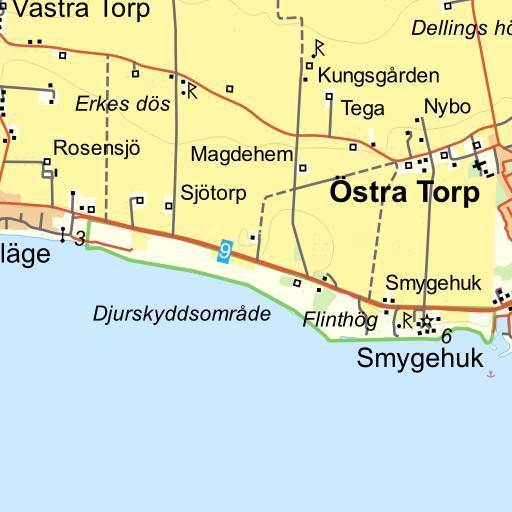 Västra Torp
Dellings hö
Kungsgården
Erkes dös
Tega
Nybo
Rosensjö
Magdehem
Sjötorp
Östra Torp
3
9
läge
Smygehuk
Djurskyddsområde
Flinthög
6
Smygehuk